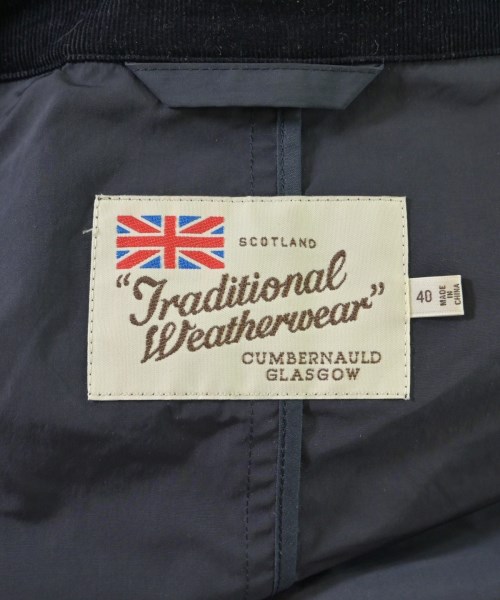 SCOTLAND
"Traditional
Weatherwear"
CUMBERNAULD
GLASGOW
40
MADE
IN
CHINA